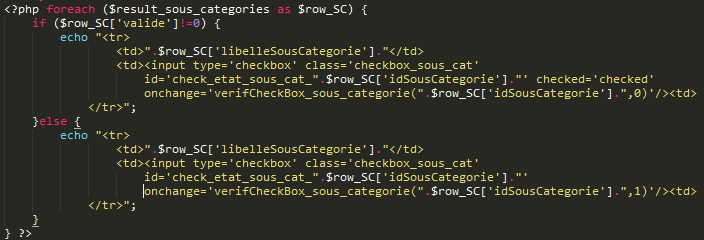 <?php foreach ($result_sous_categories as $row_SC) {
if ($row_SC['valide']!=0) {
echo "<tr>
<td>".$row_SC['libelleSousCategorie']."</td>
<td><input type='checkbox' class='checkbox_sous_cat'
id='check_etat_sous_cat_".$row_SC['idSousCategorie']."' checked='checked'
onchange='verifCheckBox_sous_categorie(".$row_SC['idSousCategorie'].",0)'/><td>
</tr>";
}else {
echo "<tr>
<td>".$row_SC['libelleSousCategorie']."</td>
<td><input type='checkbox' class='checkbox_sous_cat'
id='check_etat_sous_cat_".$row_SC['idSousCategorie']."'
onchange='verifCheckBox_sous_categorie(".$row_SC['idSousCategorie'].",1)'/><td>
</tr>";
}
} ?>